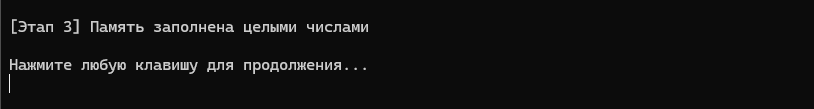 [Этап 3] Память заполнена целыми числами
Нажмите любую клавишу для продолжения...